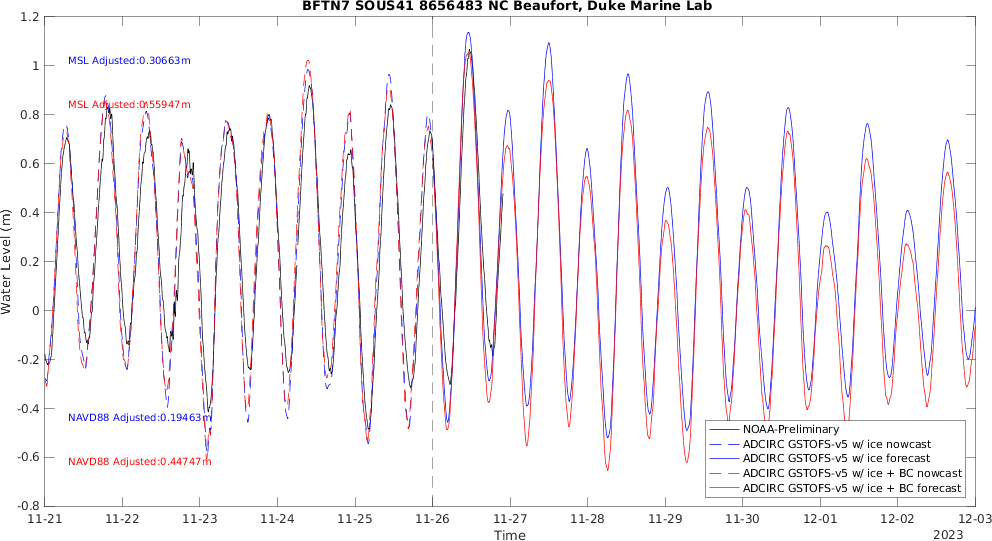 BFTN7 SOUS41 8656483 NC Beaufort, Duke Marine Lab
1.2
1
0.8
0.6
0.4
0.2
0
-0.2
-0.4
-0.6
-0.8
Water Level (m)
MSL Adjusted:0.30663m
MSL Adjusted:0.55947m
NAVD88 Adjusted:0.19463m
NAVD88 Adjusted:0.44747m
NOAA-Preliminary
ADCIRC GSTOFS-v5 w/ ice nowcast
ADCIRC GSTOFS-v5 w/ ice forecast
ADCIRC GSTOFS-v5 w/ ice + BC nowcast
ADCIRC GSTOFS-v5 w/ ice + BC forecast
11-21 11-22 11-23 11-24 11-25 11-26 11-27 11-28 11-29 11-30 12-01 12-02 12-03
Time
2023